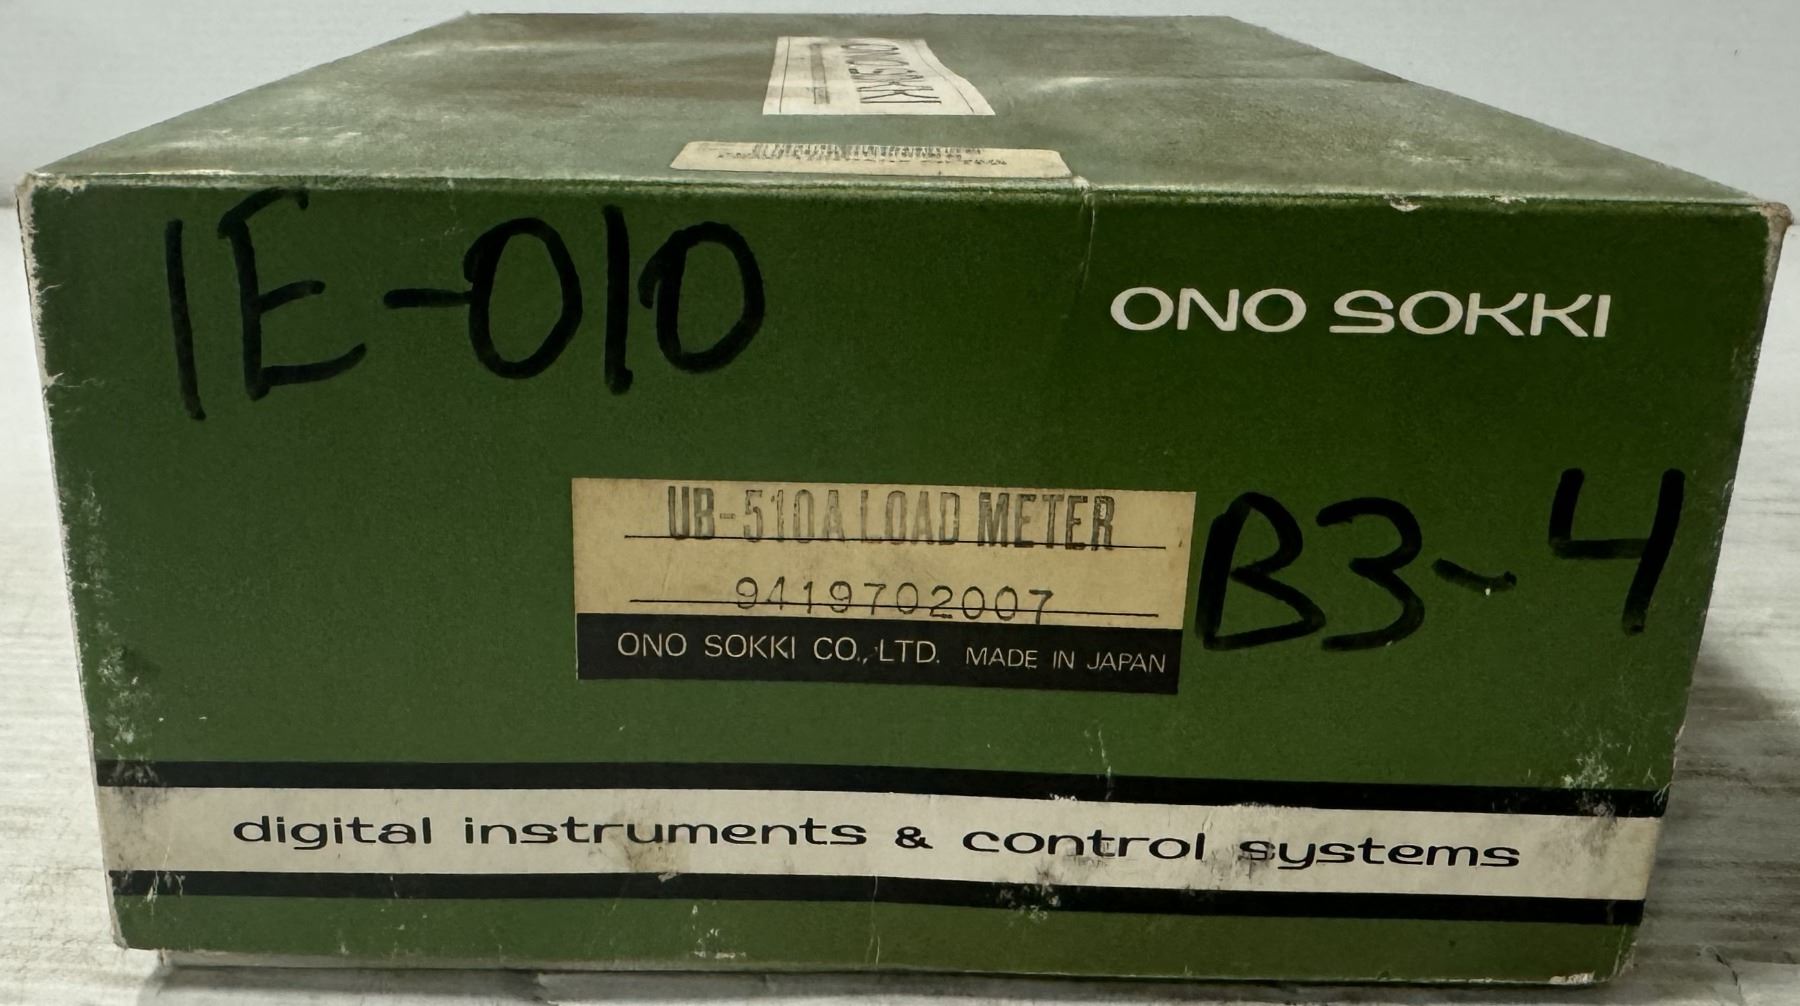 ONO SOKKI
1E-010
ONO SOKKI
UB-510A LOAD METER
9419702007
ONO SOKKI CO., LTD. MADE IN JAPAN
B3-4
digital instruments & control systems